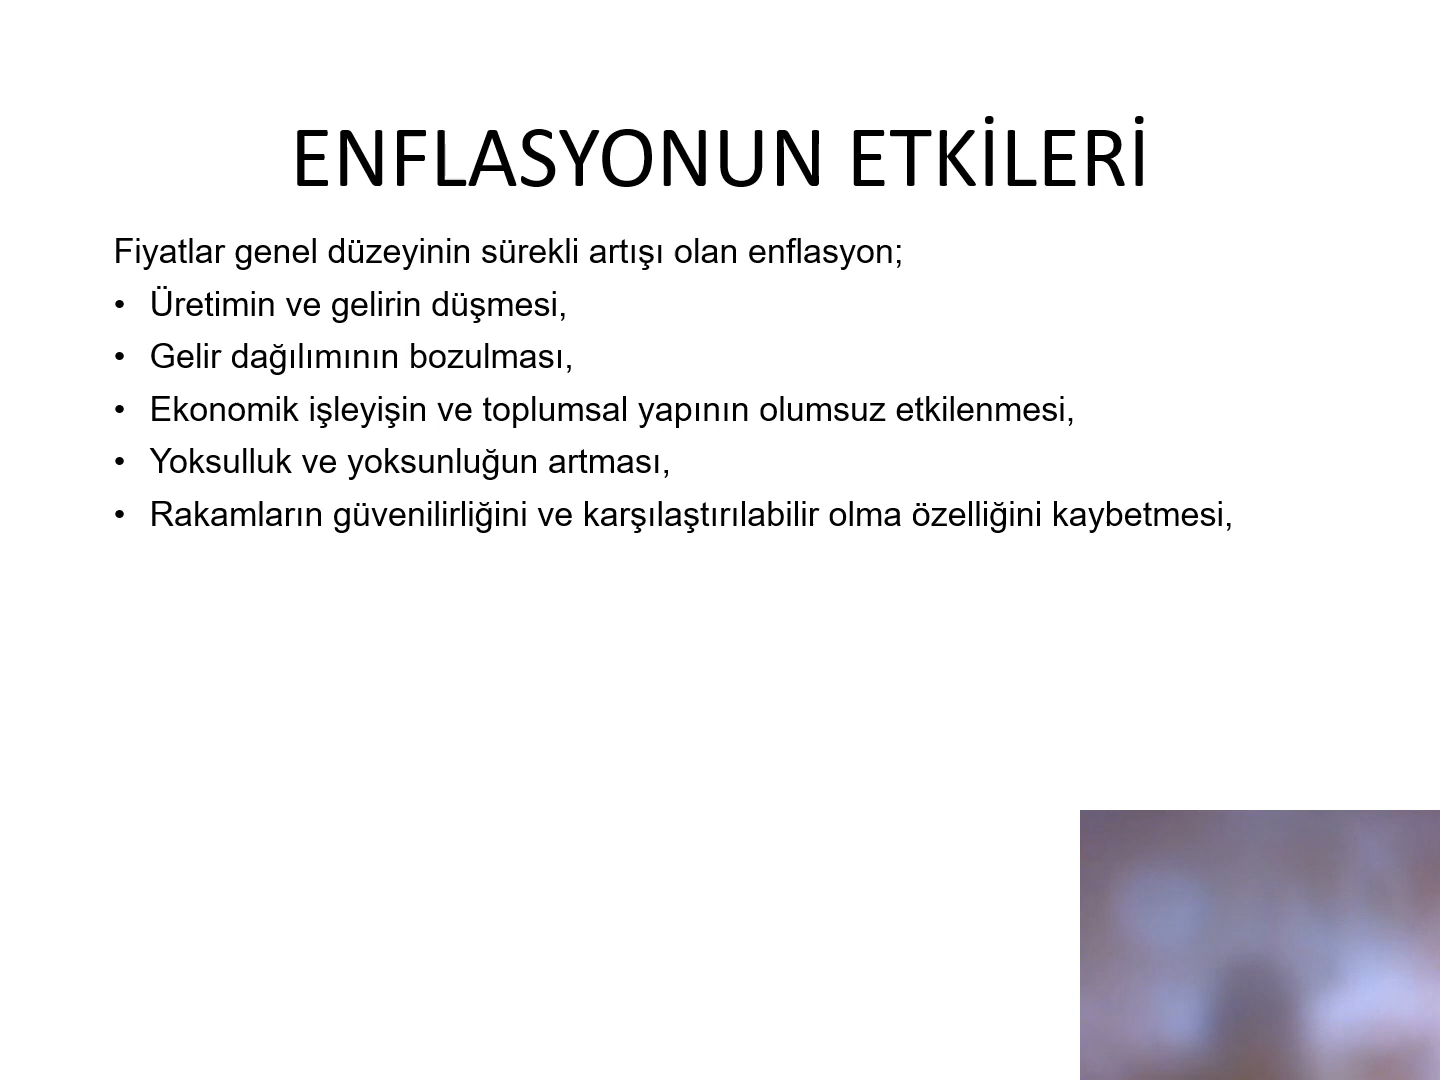 ENFLASYONUN ETKİLERİ
Fiyatlar genel düzeyinin sürekli artışı olan enflasyon;
• Üretimin ve gelirin düşmesi,
• Gelir dağılımının bozulması,
• Ekonomik işleyişin ve toplumsal yapının olumsuz etkilenmesi,
• Yoksulluk ve yoksunluğun artması,
• Rakamların güvenilirliğini ve karşılaştırılabilir olma özelliğini kaybetmesi,